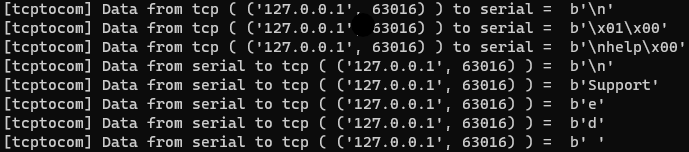 [tcptocom] Data from tcp ( ('127.0.0.1', 63016) ) to serial =  b'\n'
[tcptocom] Data from tcp ( ('127.0.0.1', 63016) ) to serial =  b'\x01\x00'
[tcptocom] Data from tcp ( ('127.0.0.1', 63016) ) to serial =  b'\nhelp\x00'
[tcptocom] Data from serial to tcp ( ('127.0.0.1', 63016) ) =  b'\n'
[tcptocom] Data from serial to tcp ( ('127.0.0.1', 63016) ) =  b'Support'
[tcptocom] Data from serial to tcp ( ('127.0.0.1', 63016) ) =  b'e'
[tcptocom] Data from serial to tcp ( ('127.0.0.1', 63016) ) =  b'd'
[tcptocom] Data from serial to tcp ( ('127.0.0.1', 63016) ) =  b' '